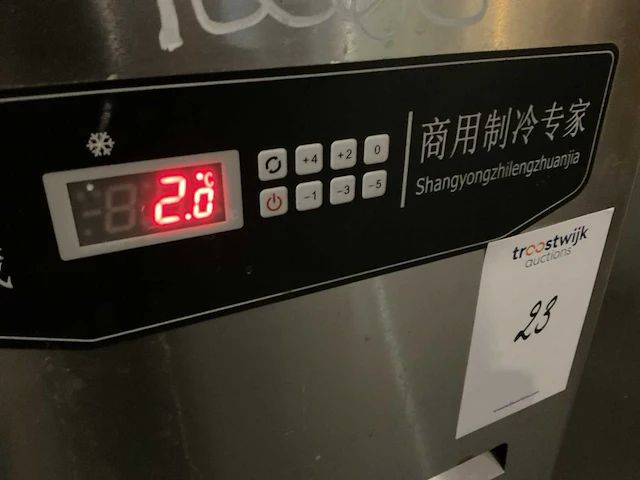 2.0 °C
+4 +2 0
-1 -3 -5
商用制冷专家
Shangyongzhilengzhuanjia
troostwijk
auctions
23